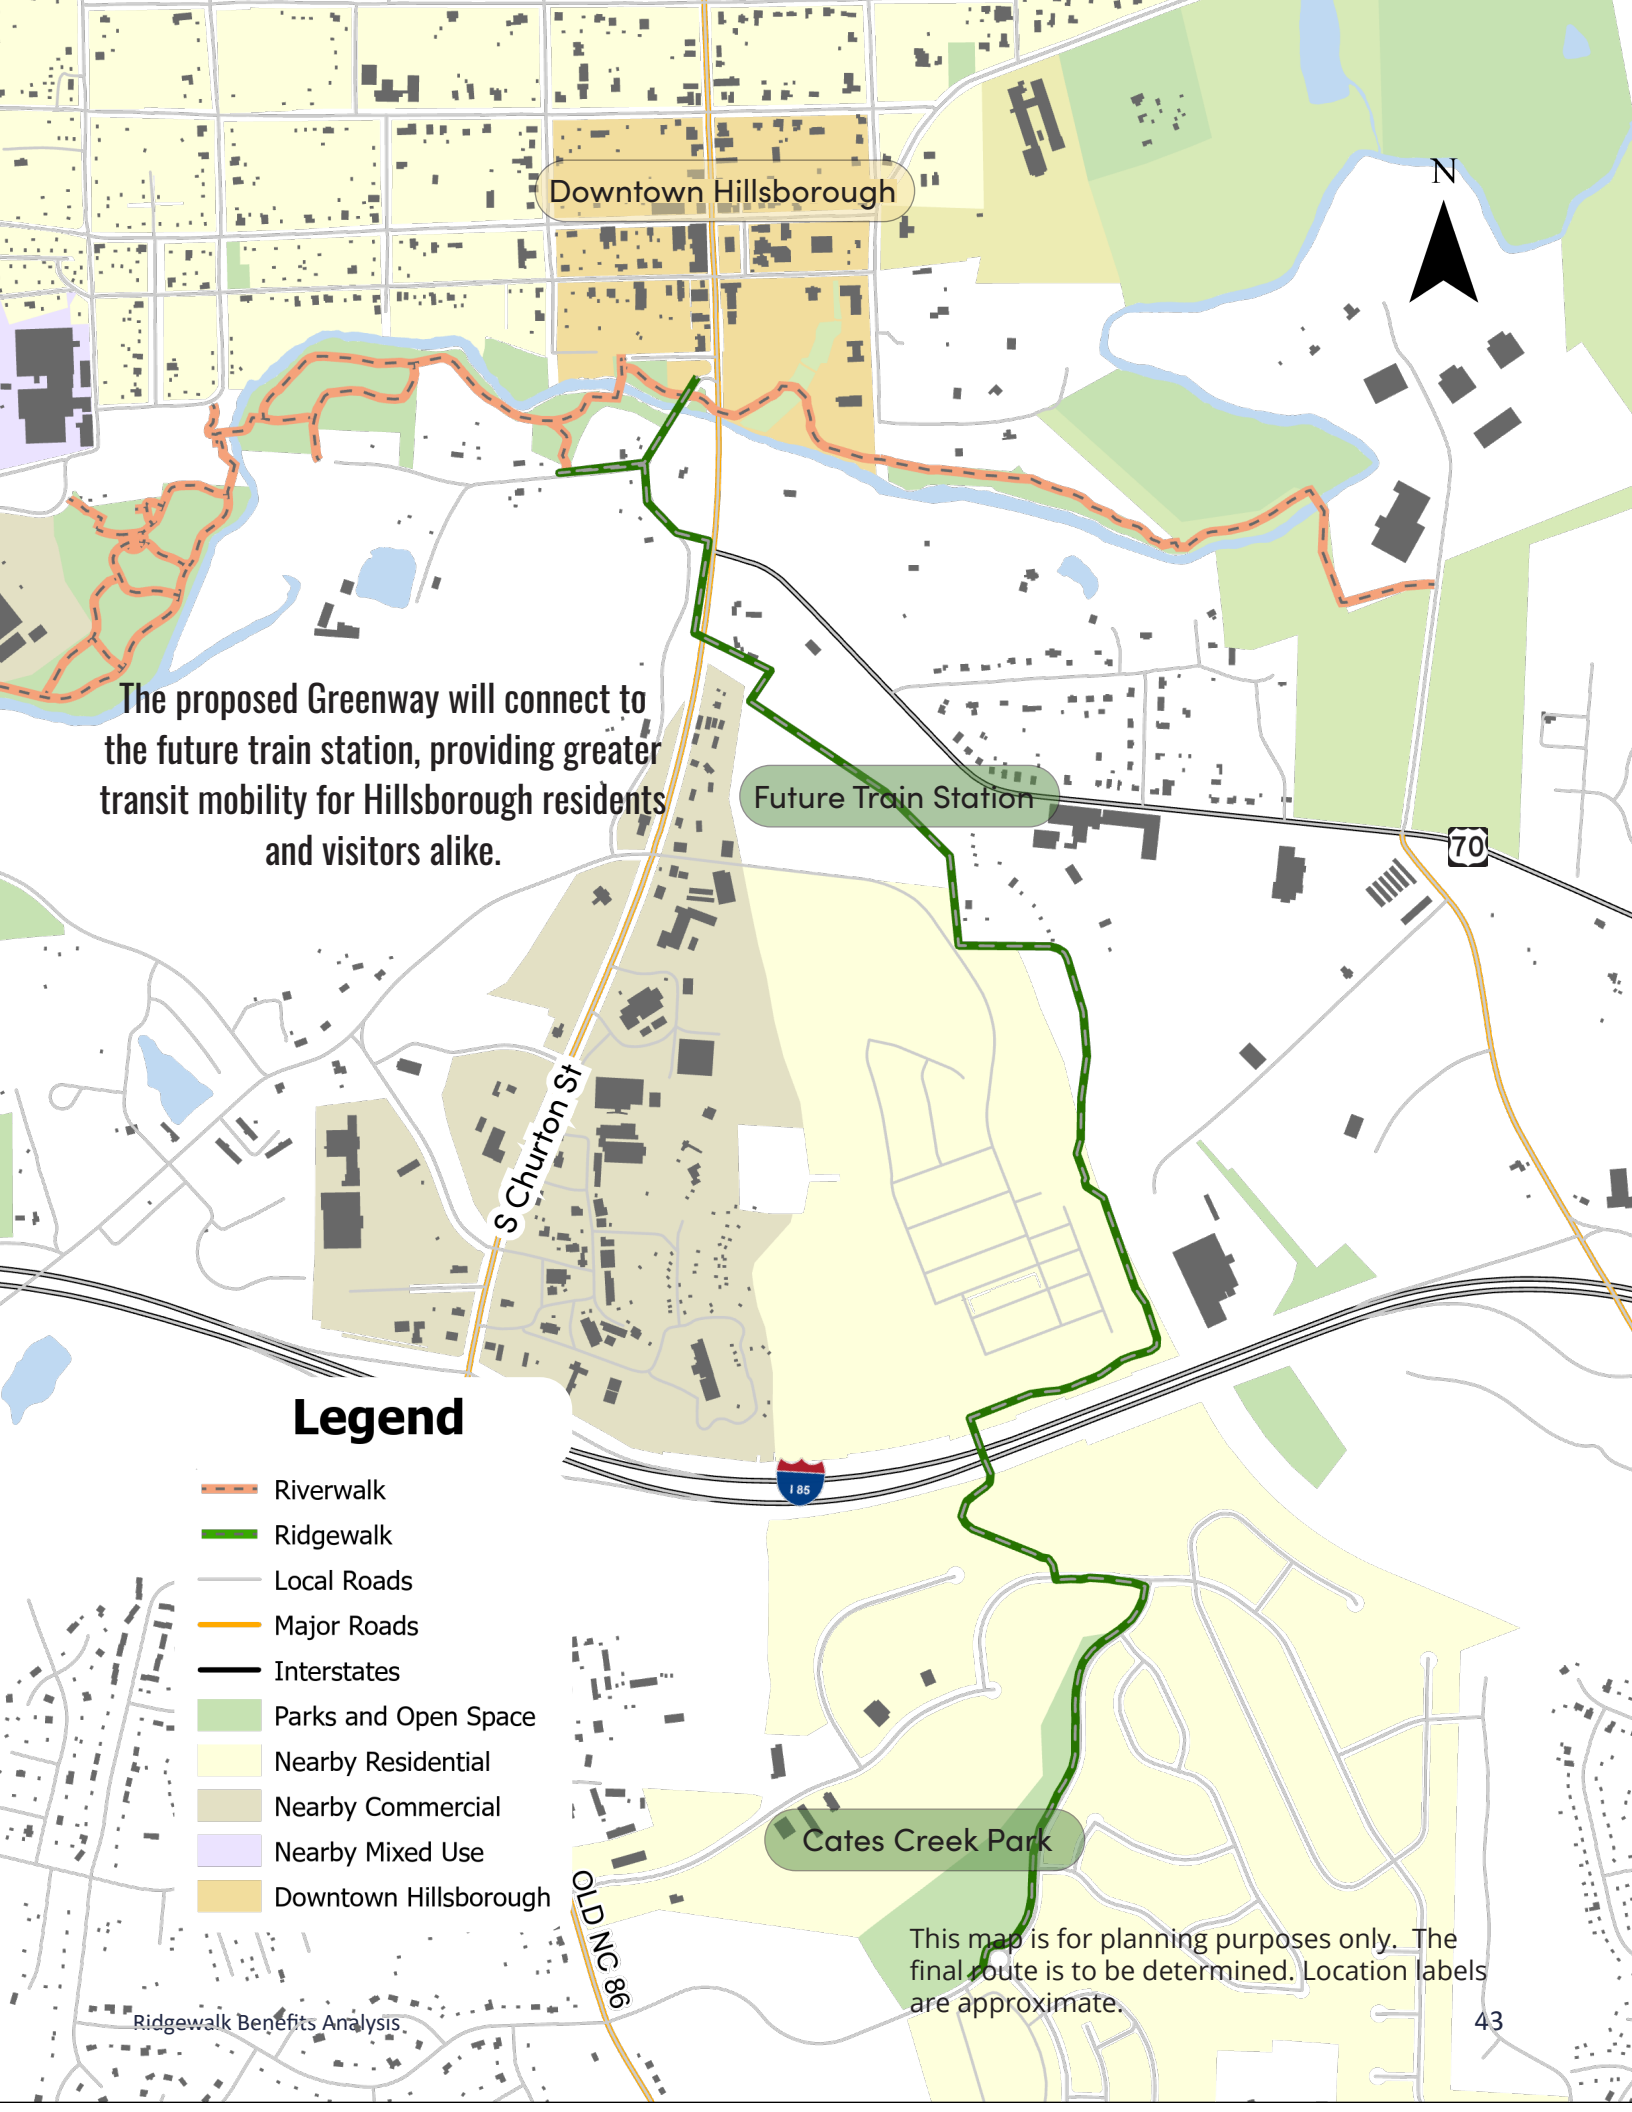 Downtown Hillsborough
N
The proposed Greenway will connect to
the future train station, providing greater
transit mobility for Hillsborough residents
and visitors alike.
Future Train Station
70
S Churton St
Legend
Riverwalk
Ridgewalk
Local Roads
Major Roads
Interstates
Parks and Open Space
Nearby Residential
Nearby Commercial
Nearby Mixed Use
Downtown Hillsborough
I 85
Cates Creek Park
OLD NC 86
This map is for planning purposes only. The
final route is to be determined. Location labels
are approximate.
Ridgewalk Benefits Analysis
43